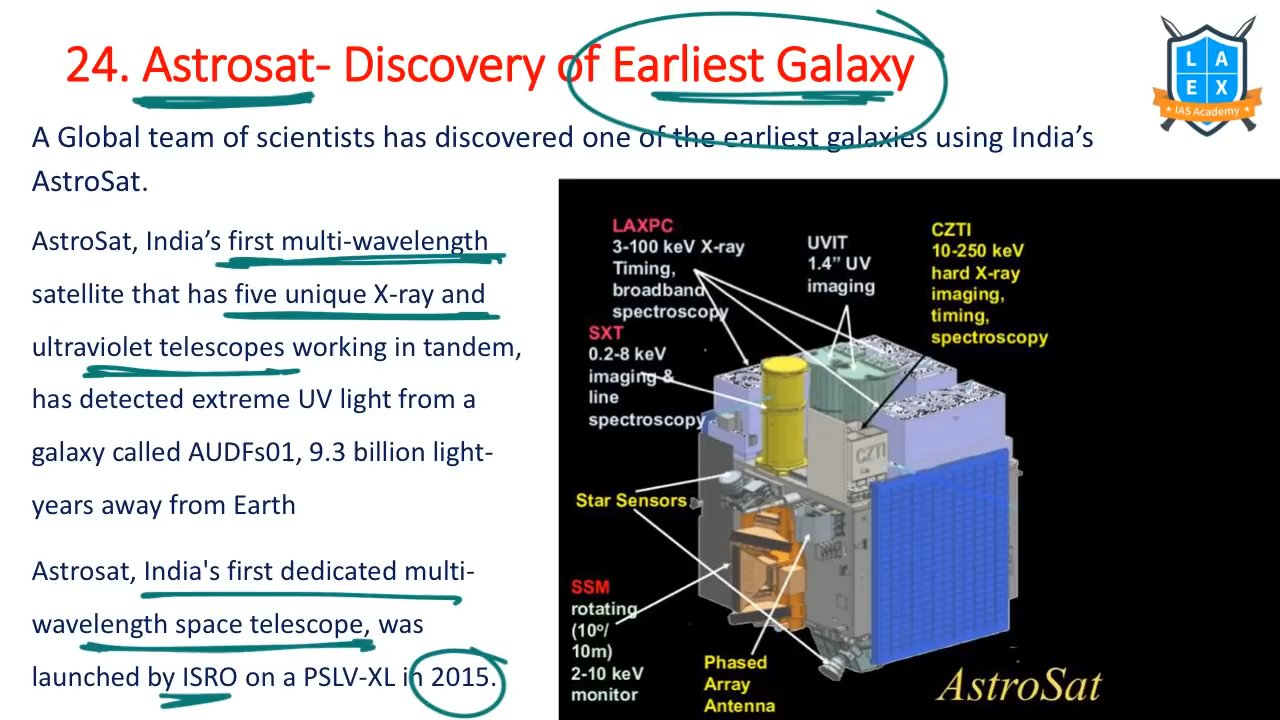 24. Astrosat- Discovery of Earliest Galaxy
L A
E X
IAS Academy
A Global team of scientists has discovered one of the earliest galaxies using India’s
AstroSat.
AstroSat, India’s first multi-wavelength
satellite that has five unique X-ray and
ultraviolet telescopes working in tandem,
has detected extreme UV light from a
galaxy called AUDFs01, 9.3 billion light-
years away from Earth
Astrosat, India's first dedicated multi-
wavelength space telescope, was
launched by ISRO on a PSLV-XL in 2015.
LAXPC
3-100 keV X-ray
Timing,
broadband
spectroscopy
UVIT
1.4” UV
imaging
CZTI
10-250 keV
hard X-ray
imaging,
timing,
spectroscopy
SXT
0.2-8 keV
imaging &
line
spectroscopy
CZTI
Star Sensors
SSM
rotating
(10º/
10m)
2-10 keV
monitor
Phased
Array
Antenna
AstroSat